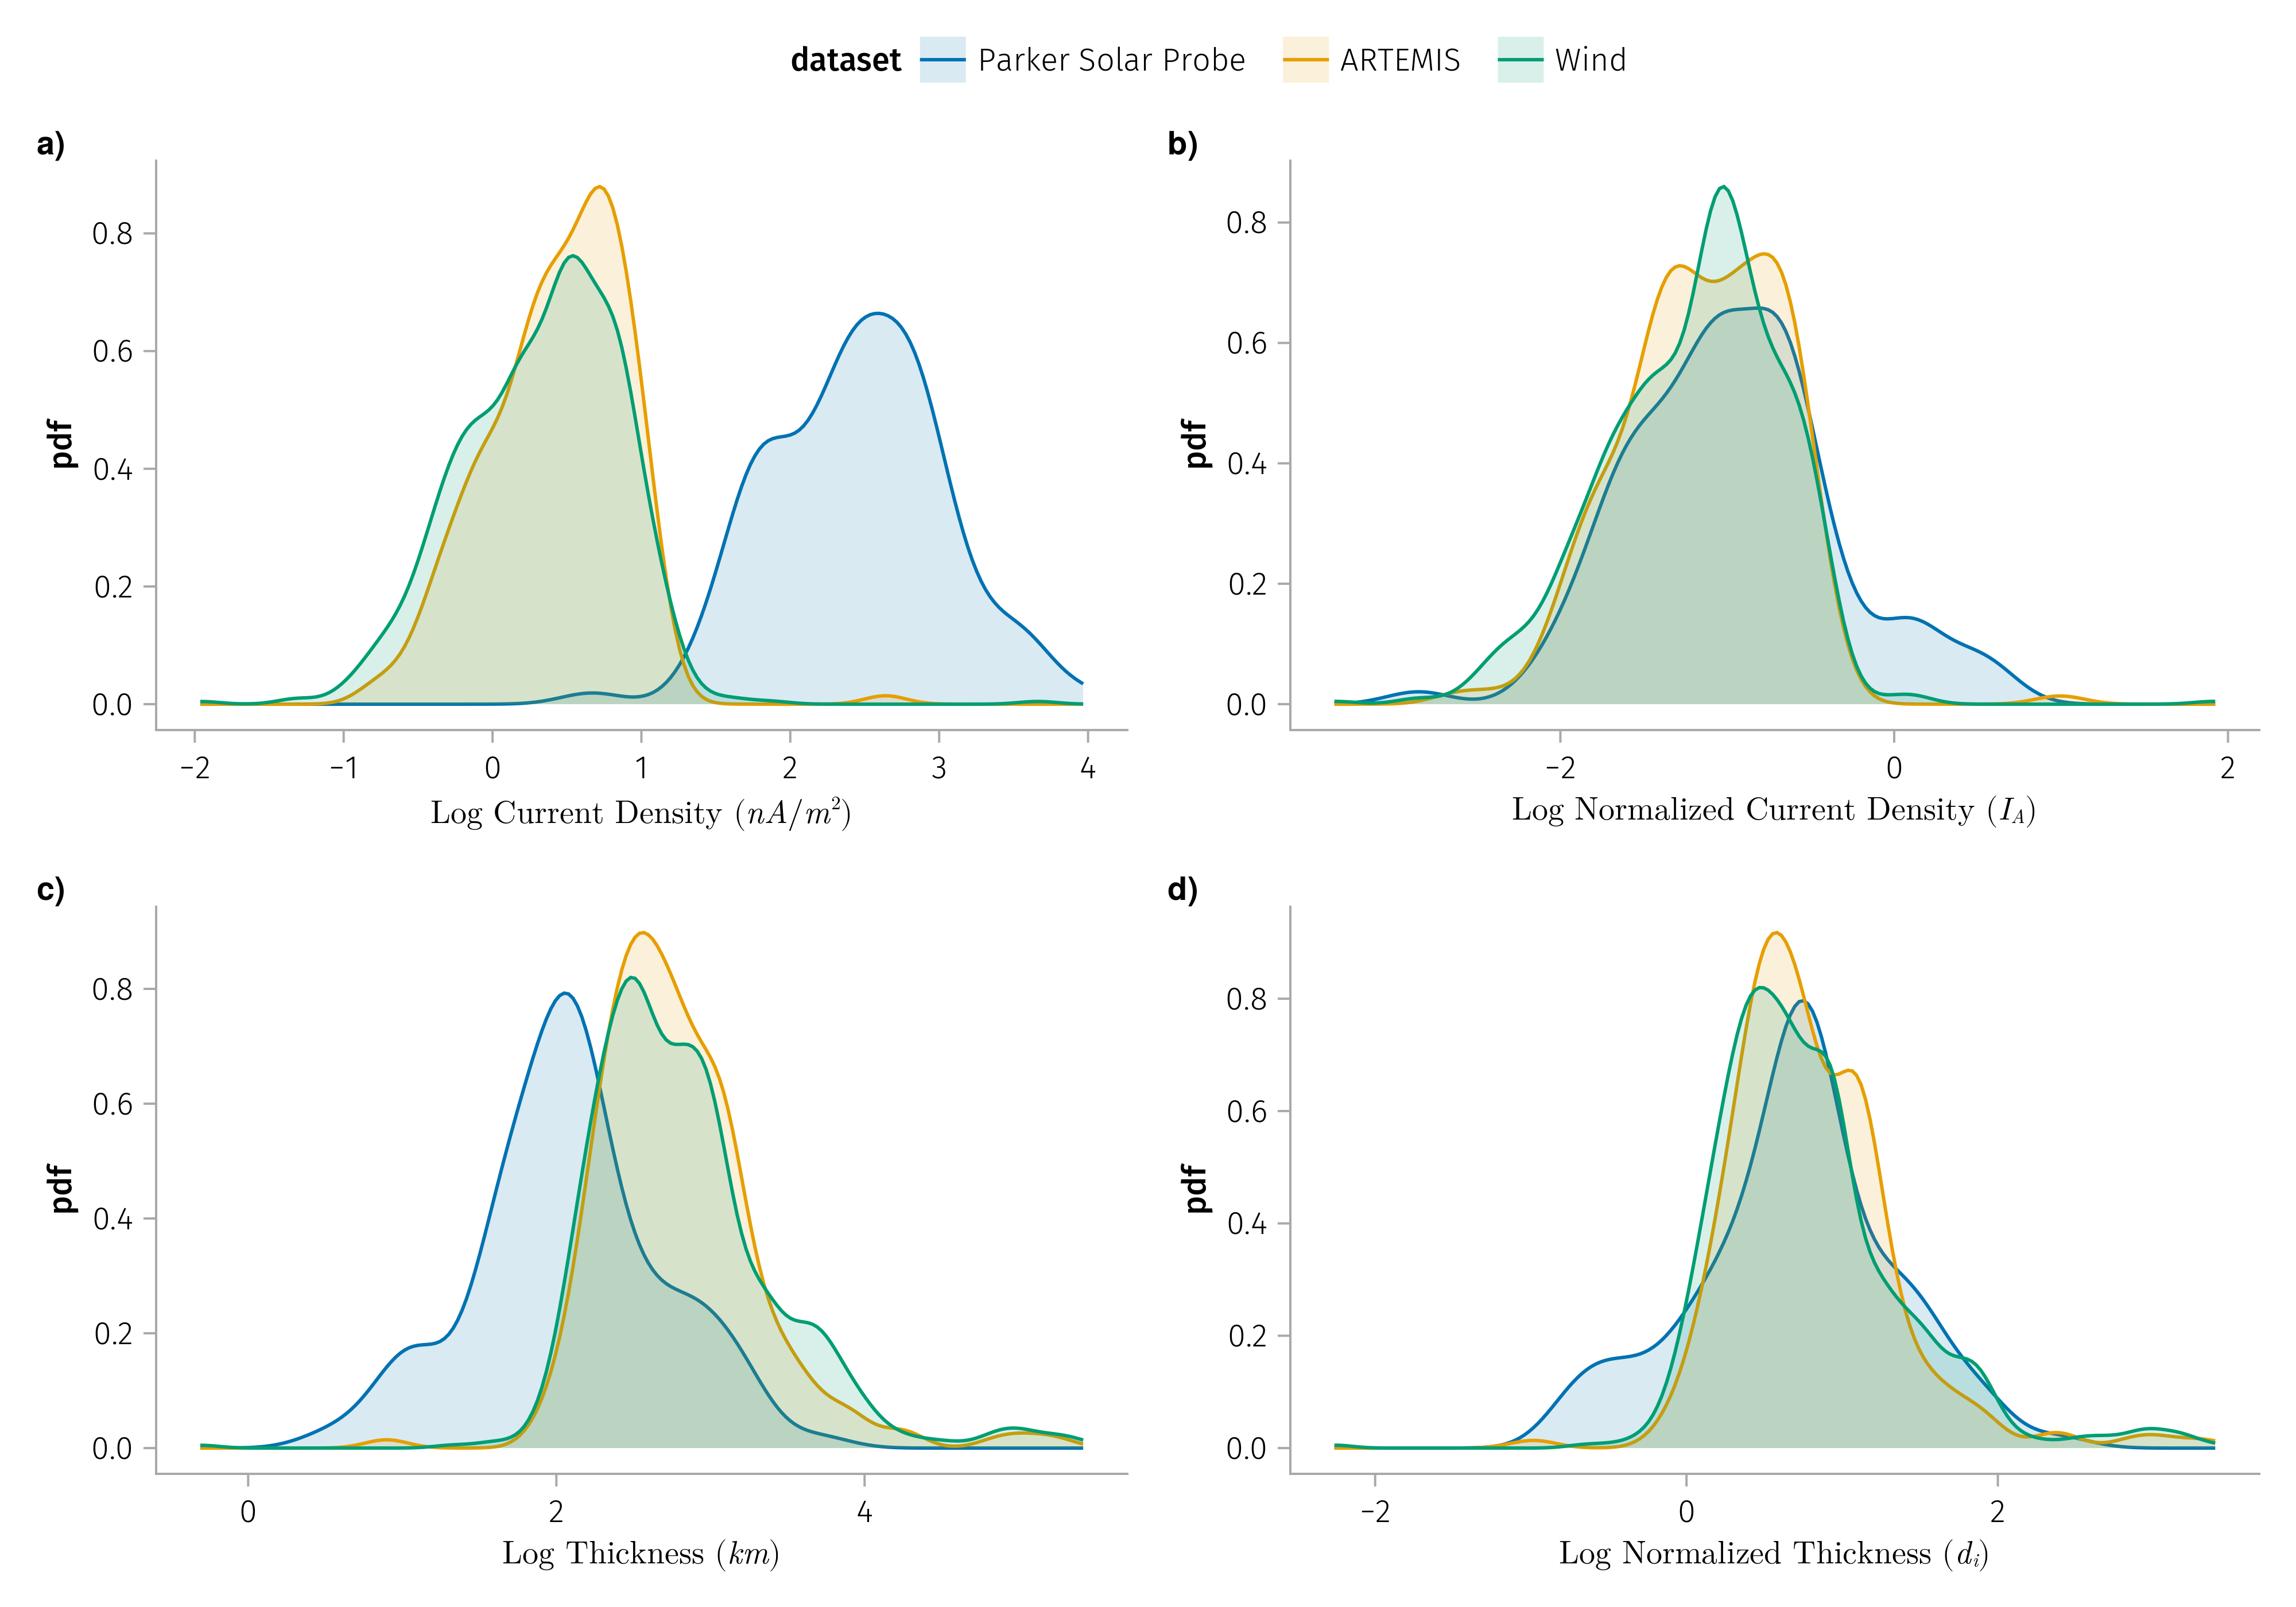 dataset Parker Solar Probe ARTEMIS Wind
a)
pdf
0.8
0.6
0.4
0.2
0.0
−2 −1 0 1 2 3 4
Log Current Density (nA/m²)
b)
pdf
0.8
0.6
0.4
0.2
0.0
−2 0 2
Log Normalized Current Density (I_A)
c)
pdf
0.8
0.6
0.4
0.2
0.0
0 2 4
Log Thickness (km)
d)
pdf
0.8
0.6
0.4
0.2
0.0
−2 0 2
Log Normalized Thickness (d_i)